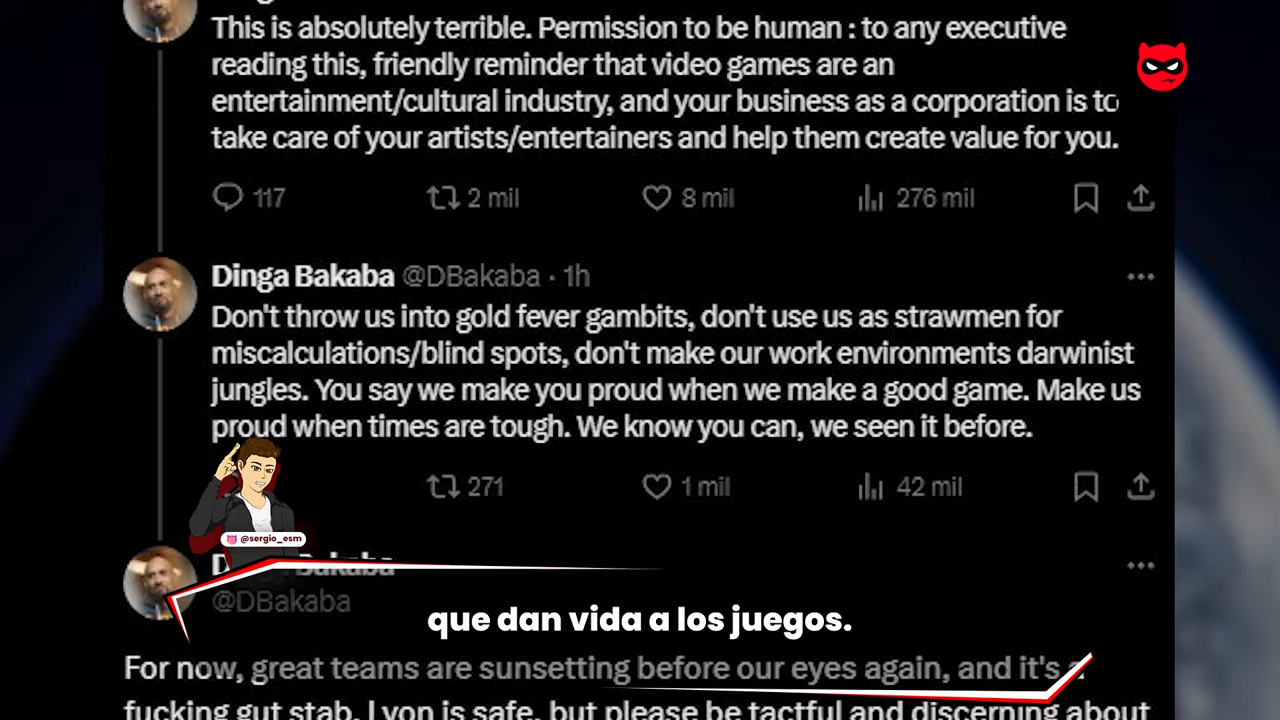 This is absolutely terrible. Permission to be human : to any executive
reading this, friendly reminder that video games are an
entertainment/cultural industry, and your business as a corporation is to
take care of your artists/entertainers and help them create value for you.
117 2 mil 8 mil 276 mil
Dinga Bakaba @DBakaba · 1h
Don't throw us into gold fever gambits, don't use us as strawmen for
miscalculations/blind spots, don't make our work environments darwinist
jungles. You say we make you proud when we make a good game. Make us
proud when times are tough. We know you can, we seen it before.
271 1 mil 42 mil
@sergio_esm
Bakaba
@DBakaba
que dan vida a los juegos.
For now, great teams are sunsetting before our eyes again, and it's a
fucking gut stab. Lyon is safe, but please be tactful and discerning about